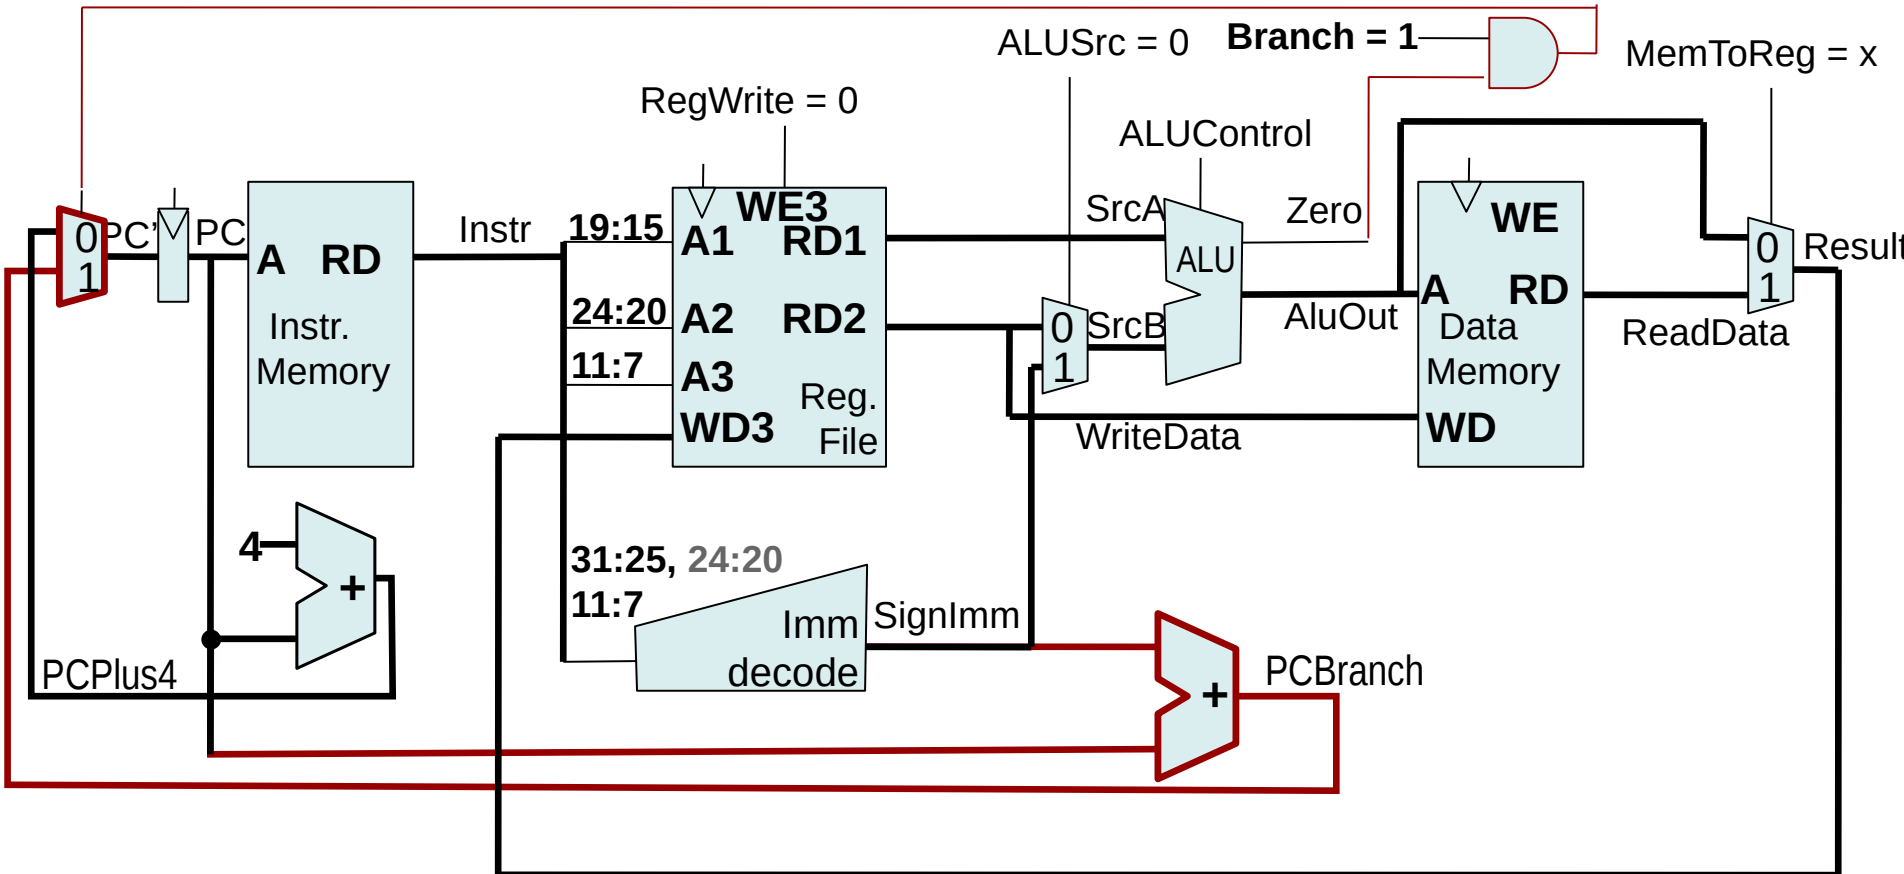 ALUSrc = 0
Branch = 1
MemToReg = x
RegWrite = 0
ALUControl
0
1
PC'
PC
A RD
Instr.
Memory
Instr
19:15
24:20
11:7
WE3
A1 RD1
A2 RD2
A3
WD3
Reg.
File
SrcA
0
1
SrcB
ALU
Zero
AluOut
WriteData
WE
A RD
Data
Memory
WD
ReadData
0
1
Result
4
+
PCPlus4
31:25, 24:20
11:7
Imm
decode
SignImm
+
PCBranch